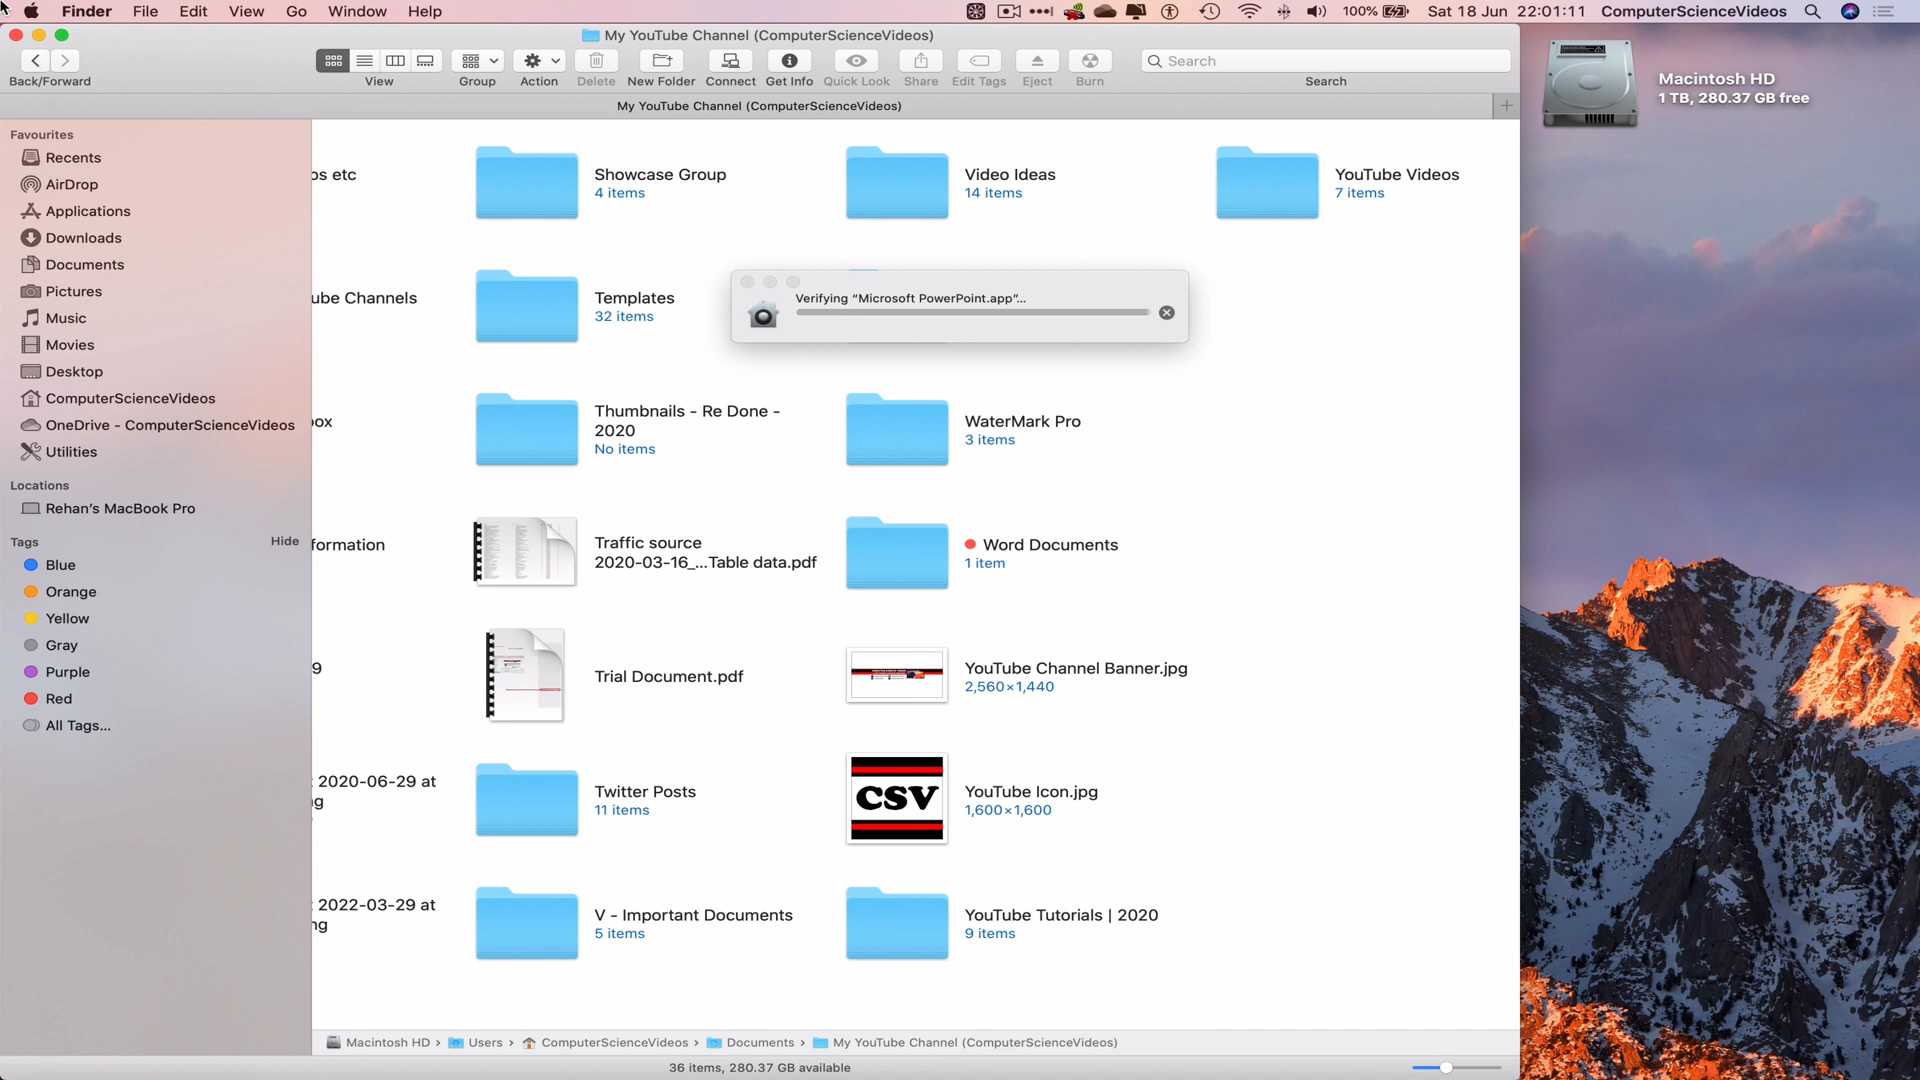 Finder File Edit View Go Window Help
100% Sat 18 Jun 22:01:11 ComputerScienceVideos
My YouTube Channel (ComputerScienceVideos)
Search
Back/Forward View Group Action Delete New Folder Connect Get Info Quick Look Share Edit Tags Eject Burn Search
My YouTube Channel (ComputerScienceVideos)
Macintosh HD
1 TB, 280.37 GB free
Favourites
Recents
AirDrop
Applications
Downloads
Documents
Pictures
Music
Movies
Desktop
ComputerScienceVideos
OneDrive - ComputerScienceVideos
Utilities
Locations
Rehan's MacBook Pro
Tags Hide
Blue
Orange
Yellow
Gray
Purple
Red
All Tags...
os etc
ube Channels
ox
formation
9
2020-06-29 at
ng
2022-03-29 at
ng
Showcase Group
4 items
Templates
32 items
Thumbnails - Re Done -
2020
No items
Traffic source
2020-03-16_...Table data.pdf
Trial Document.pdf
Twitter Posts
11 items
V - Important Documents
5 items
Video Ideas
14 items
Verifying “Microsoft PowerPoint.app”...
WaterMark Pro
3 items
Word Documents
1 item
YouTube Channel Banner.jpg
2,560×1,440
CSV
YouTube Icon.jpg
1,600×1,600
YouTube Tutorials | 2020
9 items
YouTube Videos
7 items
Macintosh HD › Users › ComputerScienceVideos › Documents › My YouTube Channel (ComputerScienceVideos)
36 items, 280.37 GB available